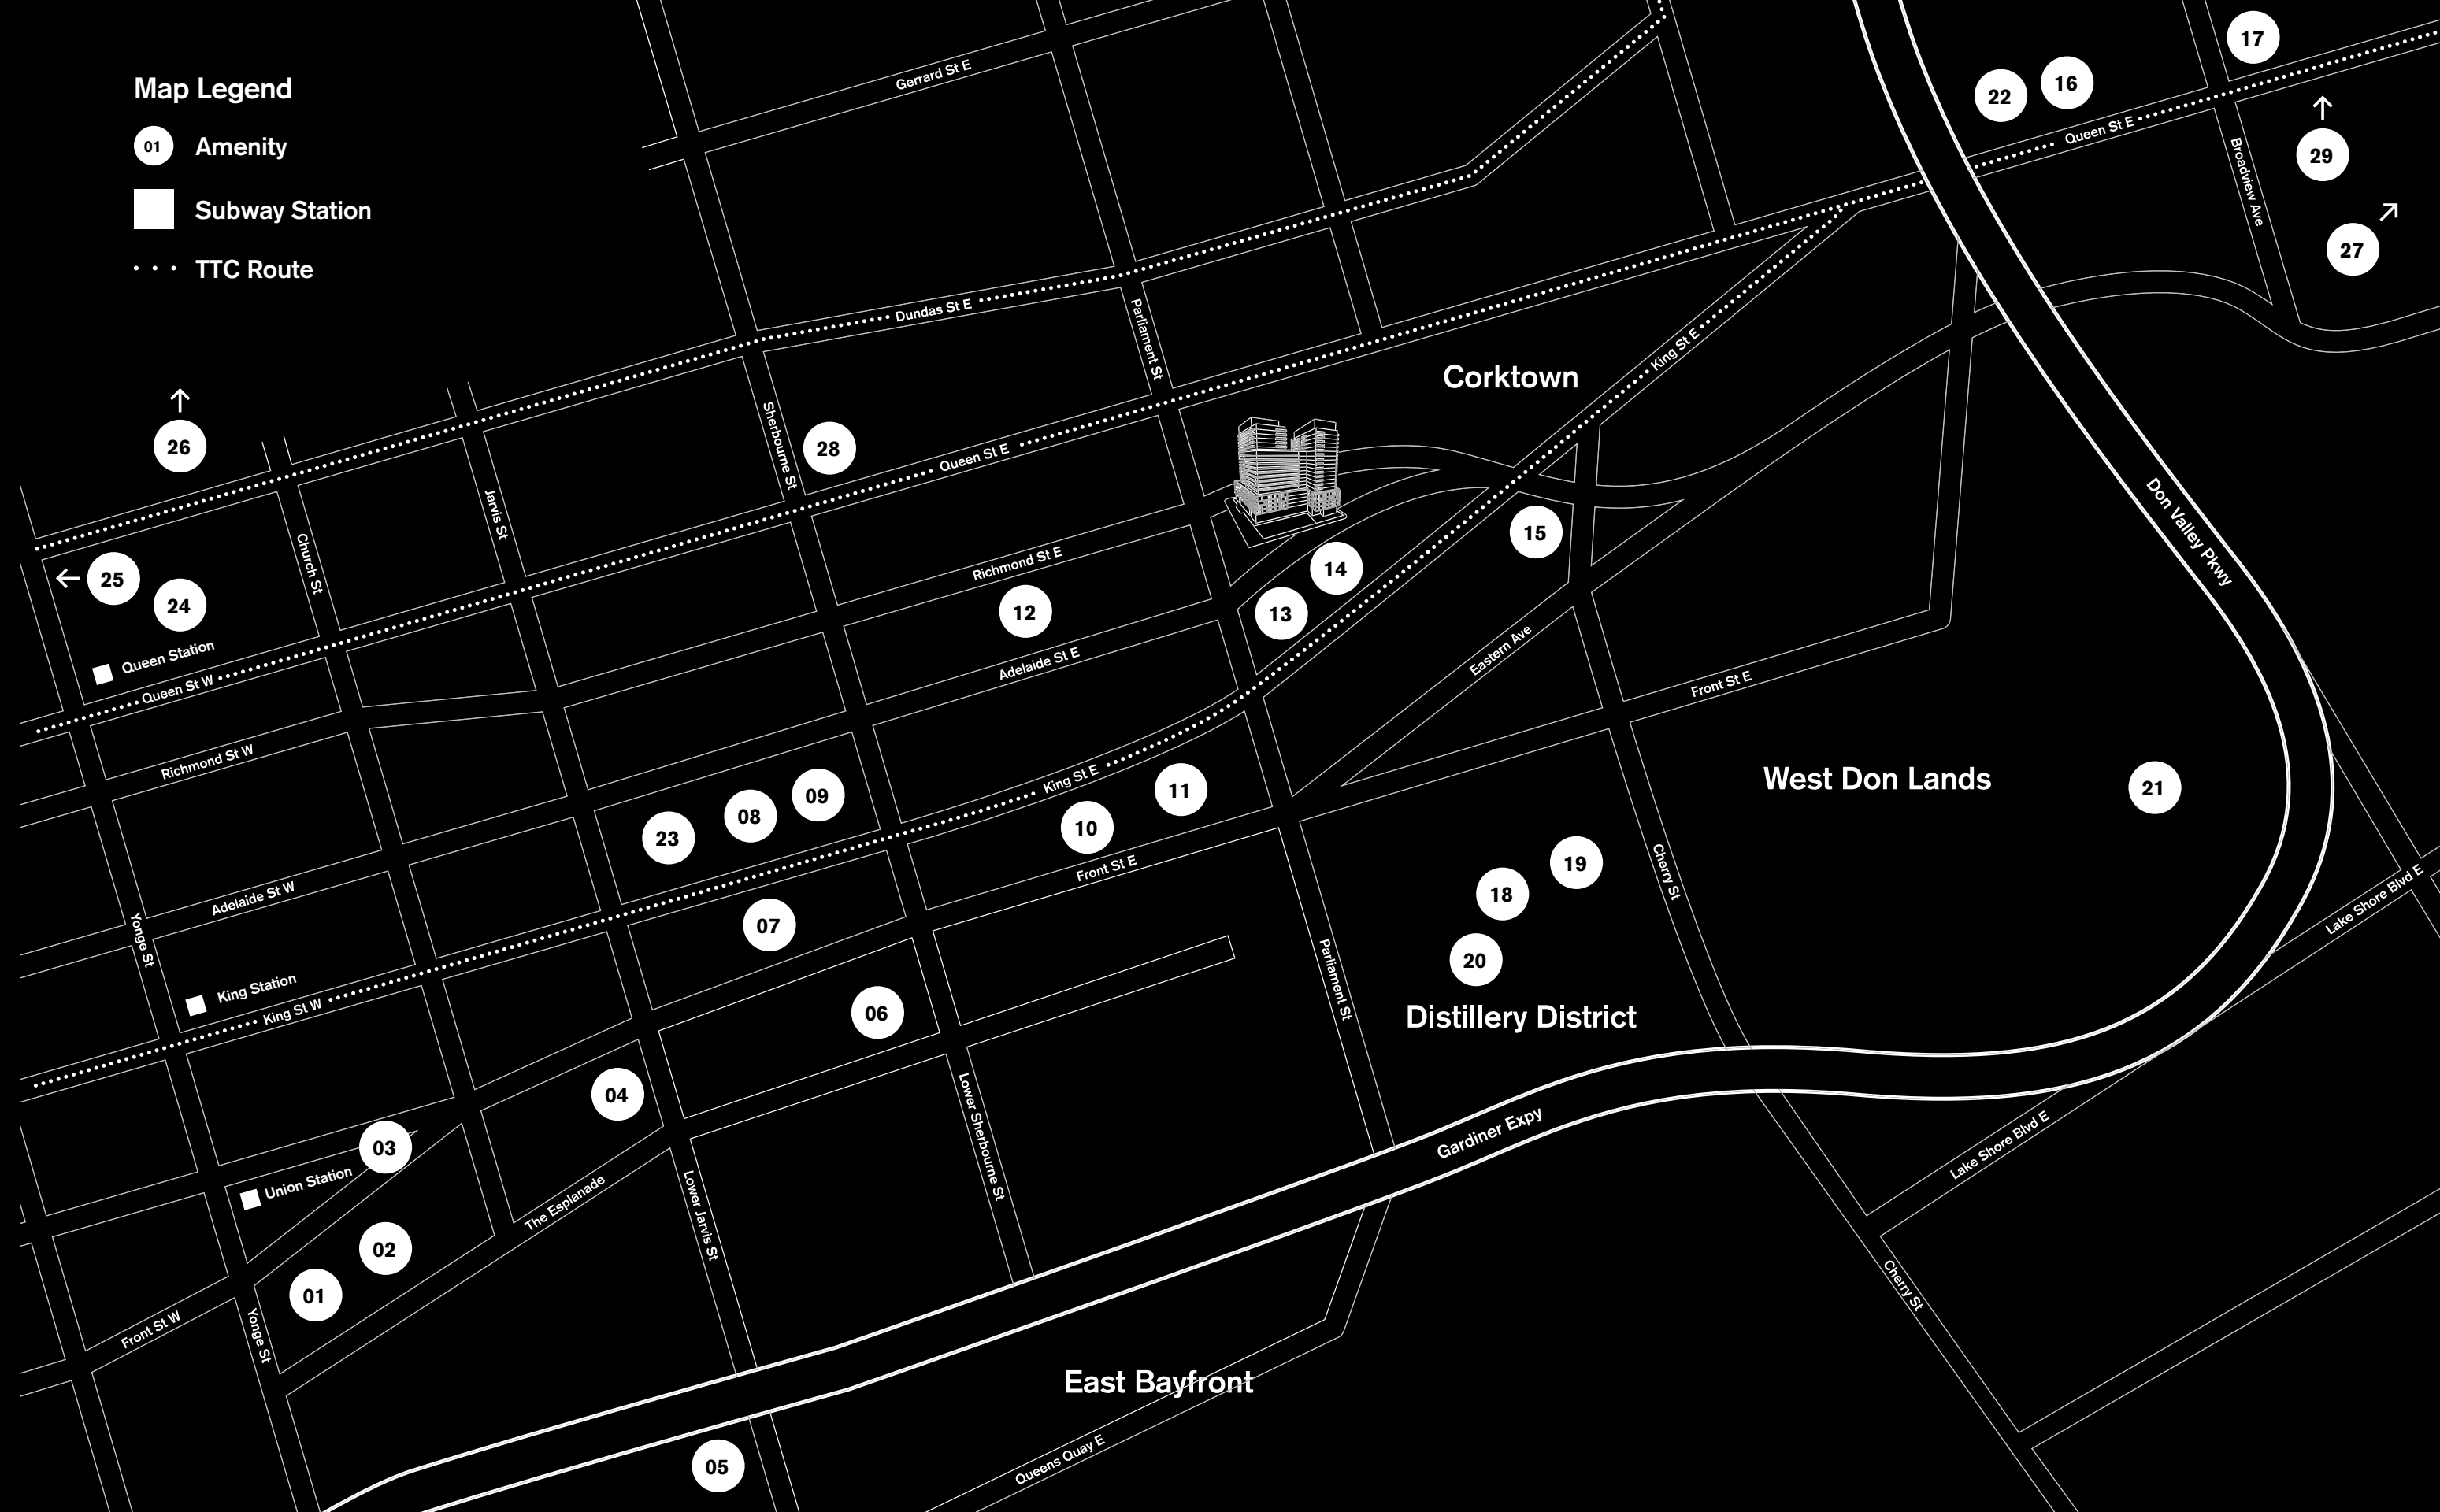 Map Legend
01 Amenity
Subway Station
TTC Route
Gerrard St E
17
22
16
Queen St E
29
Broadview Ave
27
Dundas St E
Parliament St
King St E
Corktown
26
Sherbourne St
28
Queen St E
Jarvis St
Church St
25
24
Queen Station
Queen St W
Richmond St E
12
Adelaide St E
14
13
15
Eastern Ave
Front St E
Don Valley Pkwy
Richmond St W
23
08
09
King St E
10
11
Front St E
West Don Lands
21
Adelaide St W
Yonge St
07
18
19
20
Cherry St
Lake Shore Blvd E
King Station
King St W
06
Parliament St
Distillery District
04
03
Union Station
Lower Sherbourne St
Gardiner Expy
Lake Shore Blvd E
The Esplanade
Lower Jarvis St
02
01
Front St W
Yonge St
Cherry St
East Bayfront
05
Queens Quay E